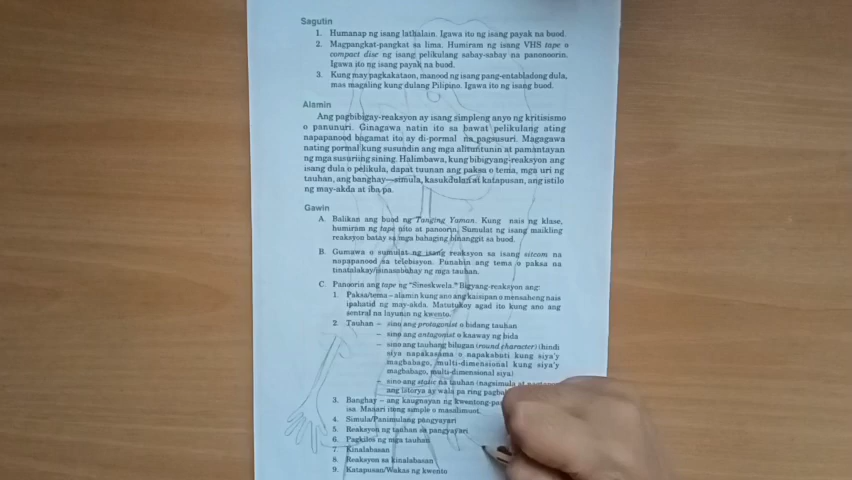 Sagutin
1. Humanap ng isang lathalain. Igawa ito ng isang payak na buod.
2. Magpangkat-pangkat sa lima. Humiram ng isang VHS tape o
compact disc ng isang pelikulang sabay-sabay na panonoorin.
Igawa ito ng isang payak na buod.
3. Kung may pagkakataon, manood ng isang pang-entabladong dula,
mas magaling kung dulang Pilipino. Igawa ito ng isang buod.
Alamin
Ang pagbibigay-reaksyon ay isang simpleng anyo ng kritisismo
o panunuri. Ginagawa natin ito sa bawat pelikulang ating
napapanood bagamat ito ay di-pormal na pagsusuri. Magagawa
nating pormal kung susundin ang mga alituntunin at pamantayan
ng mga susuriing sining. Halimbawa, kung bibigyang-reaksyon ang
isang dula o pelikula, dapat tuunan ang paksa o tema, mga uri ng
tauhan, ang banghay—simula, kasukdulan at katapusan, ang istilo
ng may-akda at iba pa.
Gawin
A. Balikan ang buod ng Tanging Yaman. Kung nais ng klase,
humiram ng tape nito at panoorin. Sumulat ng isang maikling
reaksyon batay sa mga bahaging binanggit sa buod.
B. Gumawa o sumulat ng isang reaksyon sa isang sitcom na
napapanood sa telebisyon. Punahin ang tema o paksa na
tinatalakay/isinasabuhay ng mga tauhan.
C. Panoorin ang tape ng "Sineskwela." Bigyang-reaksyon ang:
1. Paksa/tema – alamin kung ano ang kaisipan o mensaheng nais
ipahatid ng may-akda. Matutukoy agad ito kung ano ang
sentral na layunin ng kwento.
2. Tauhan – sino ang protagonist o bidang tauhan
– sino ang antagonist o kaaway ng bida
– sino ang tauhang bilugan (round character) (hindi
siya napakasama o napakabuti kung siya'y
magbabago, multi-dimensional kung siya'y
magbabago, multi-dimensional siya)
– sino ang static na tauhan (nagsimula at
ang istorya ay wala pa ring
3. Banghay – ang kaugnayan ng kwentong
isa. Maaari itong simple o masalimuot.
4. Simula/Panimulang pangyayari
5. Reaksyon ng tauhan sa pangyayari
6. Pagkilos ng mga tauhan
7. Kinalabasan
8. Reaksyon sa kinalabasan
9. Katapusan/Wakas ng kwento